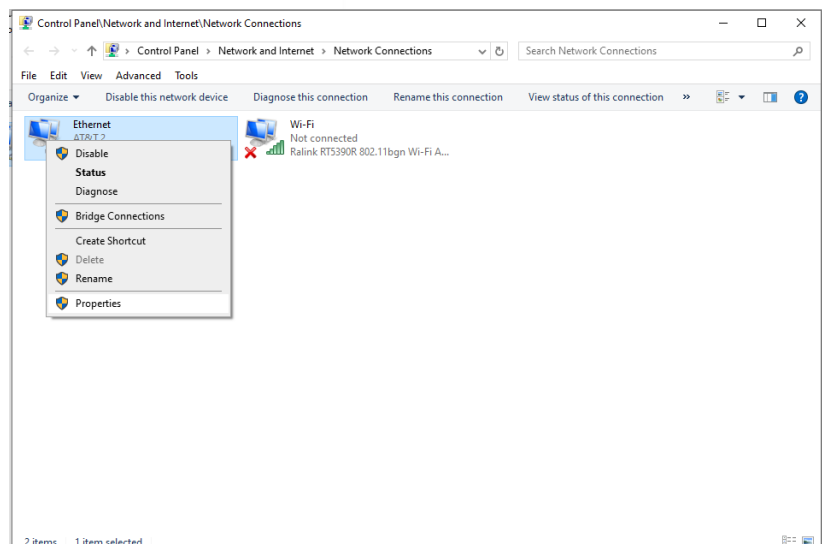 Control Panel\Network and Internet\Network Connections
Control Panel > Network and Internet > Network Connections
Search Network Connections
File Edit View Advanced Tools
Organize Disable this network device Diagnose this connection Rename this connection View status of this connection »
Ethernet
AT&T 2
Wi-Fi
Not connected
Ralink RT5390R 802.11bgn Wi-Fi A...
Disable
Status
Diagnose
Bridge Connections
Create Shortcut
Delete
Rename
Properties
2 items 1 item selected